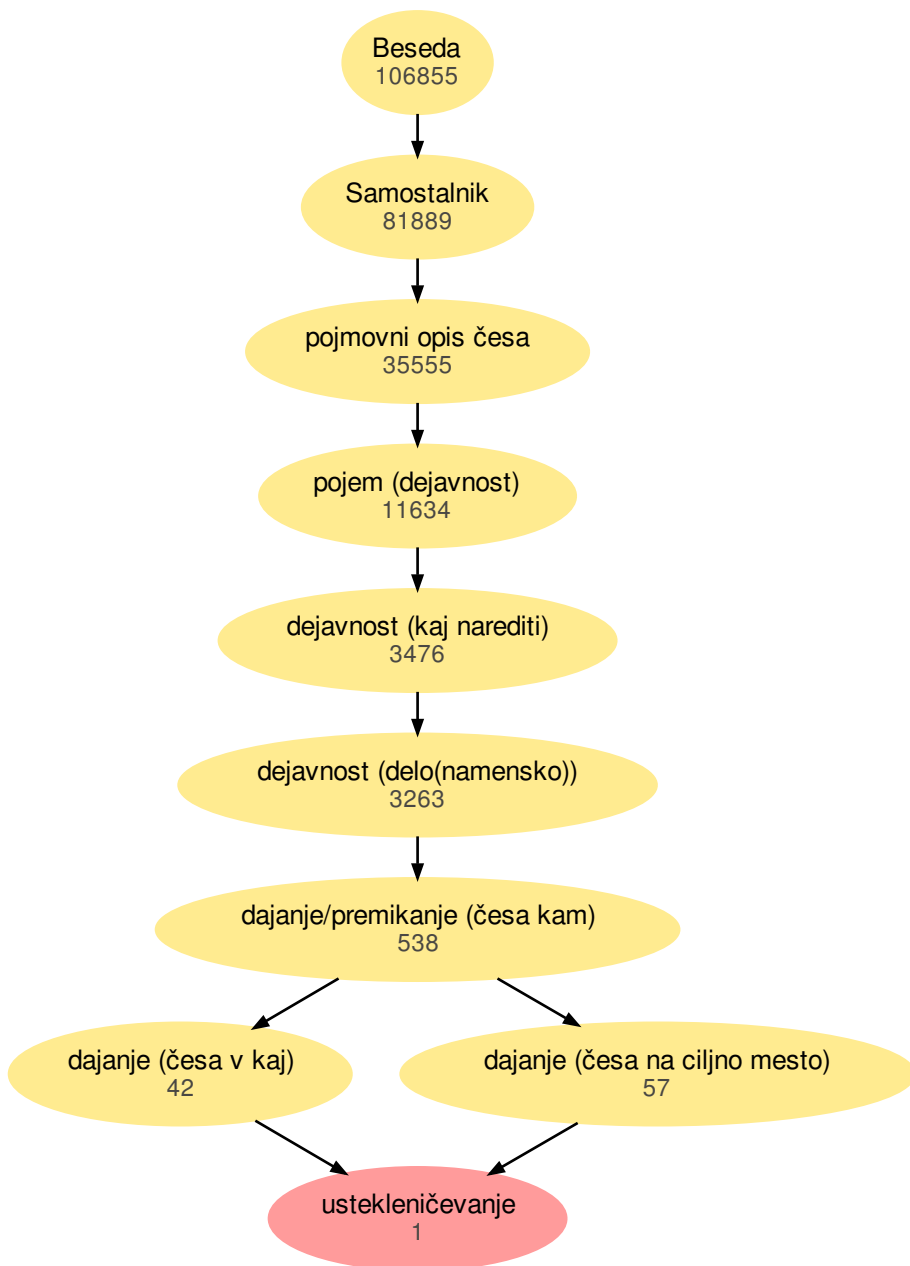 Beseda
106855
Samostalnik
81889
pojmovni opis česa
35555
pojem (dejavnost)
11634
dejavnost (kaj narediti)
3476
dejavnost (delo(namensko))
3263
dajanje/premikanje (česa kam)
538
dajanje (česa v kaj)
42
dajanje (česa na ciljno mesto)
57
ustekleničevanje
1